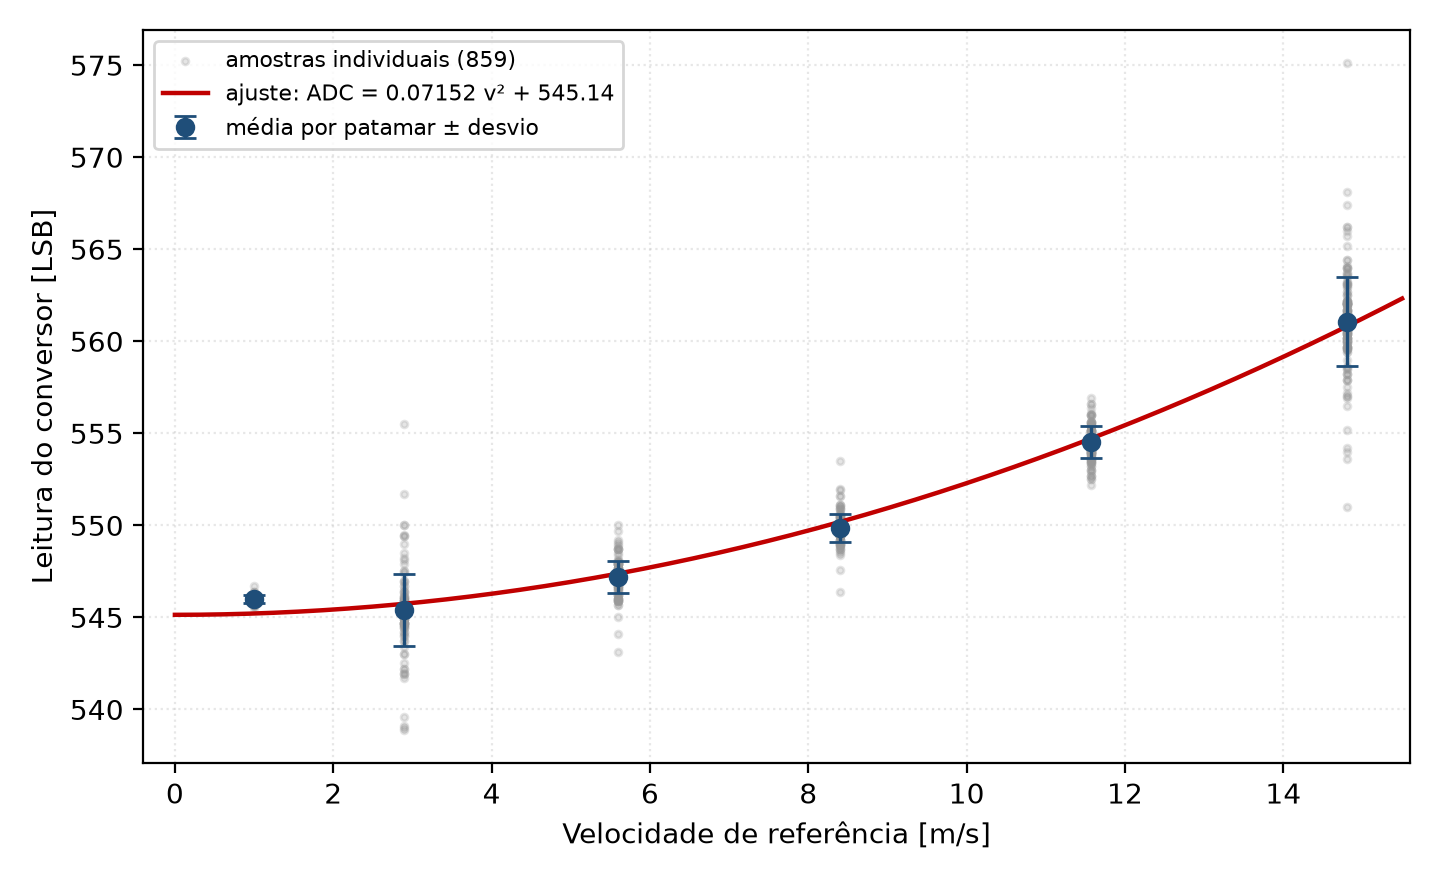 amostras individuais (859)
ajuste: ADC = 0.07152 v² + 545.14
média por patamar ± desvio
575
570
565
560
555
550
545
540
Leitura do conversor [LSB]
0 2 4 6 8 10 12 14
Velocidade de referência [m/s]